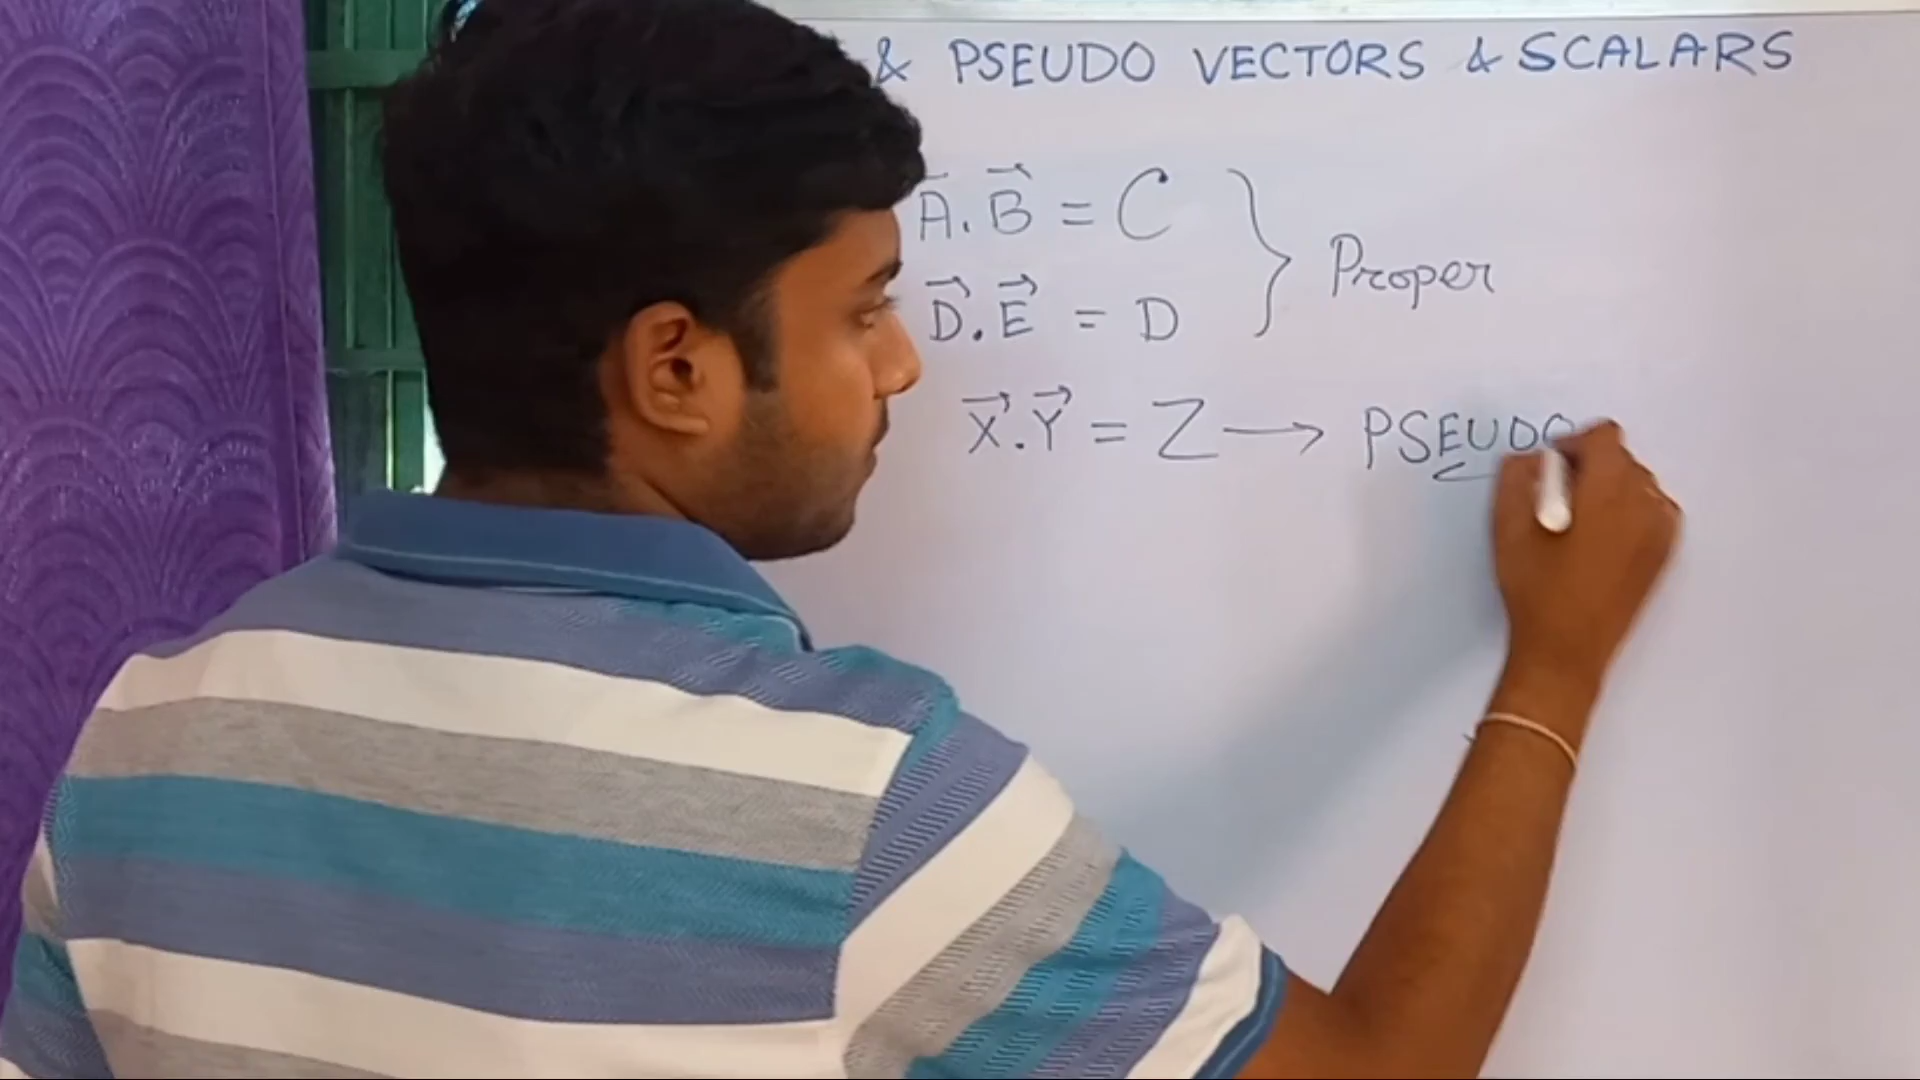 & PSEUDO VECTORS & SCALARS
A⃗.B⃗ = C
D⃗.E⃗ = D
} Proper
X⃗.Y⃗ = Z → PSEUDO